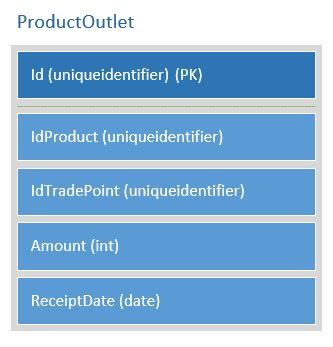 ProductOutlet
Id (uniqueidentifier) (PK)
IdProduct (uniqueidentifier)
IdTradePoint (uniqueidentifier)
Amount (int)
ReceiptDate (date)